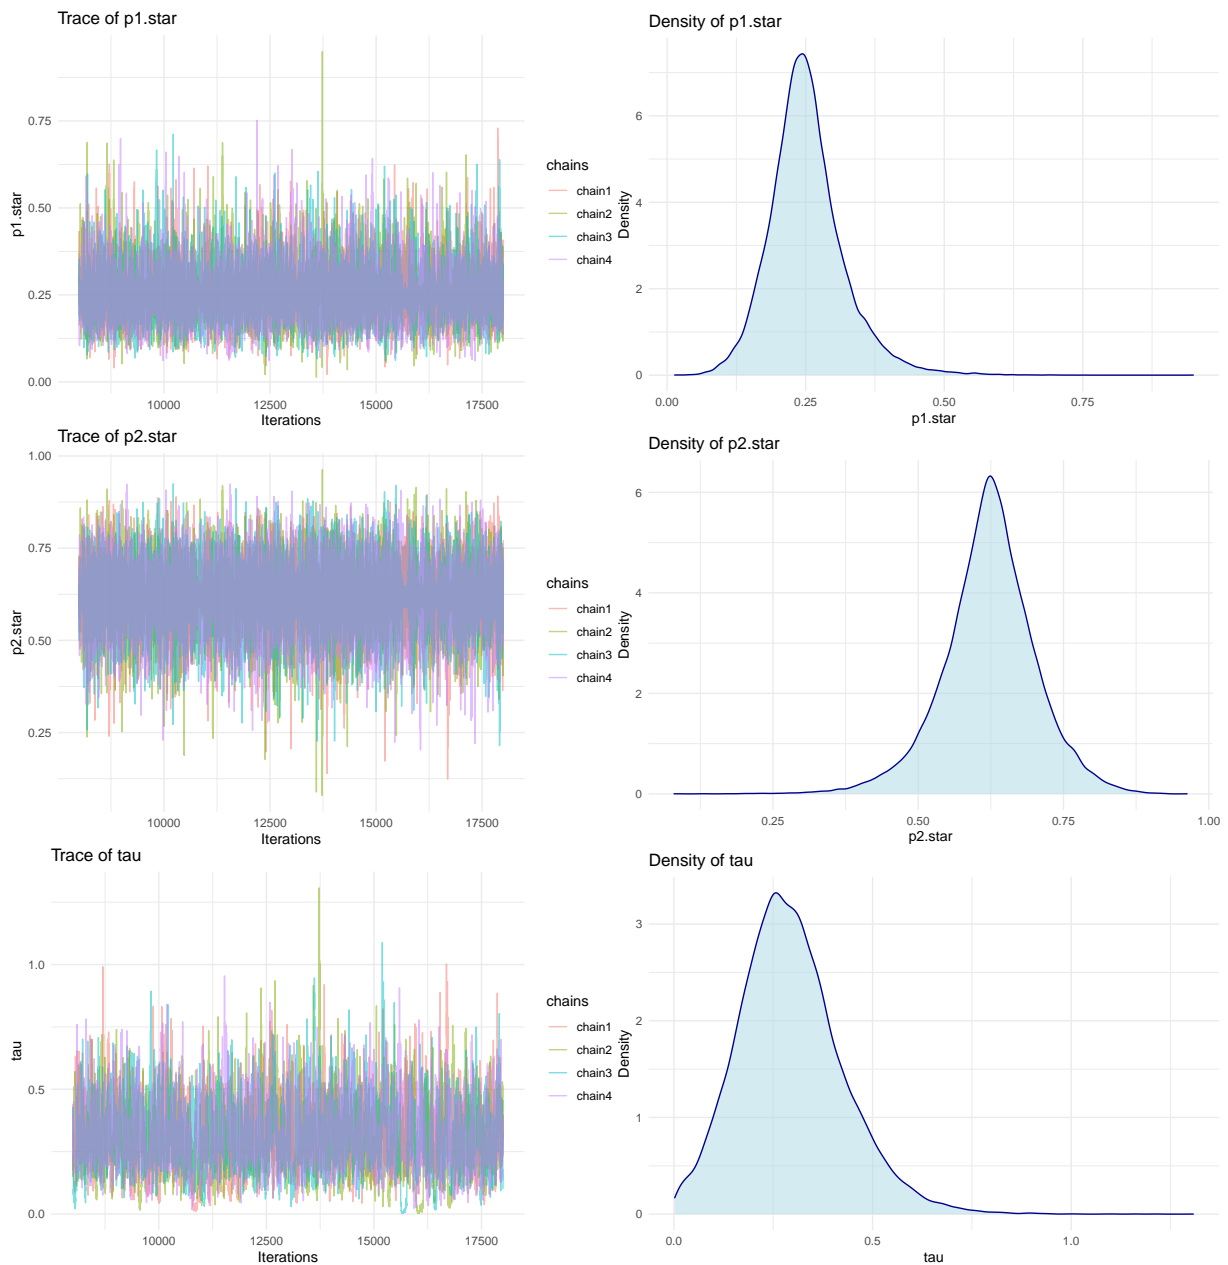 Trace of p1.star
p1.star
0.75
0.50
0.25
0.00
10000 12500 15000 17500
Iterations
chains
chain1
chain2
chain3
chain4
Density of p1.star
Density
6
4
2
0
0.00 0.25 0.50 0.75
p1.star
Trace of p2.star
p2.star
1.00
0.75
0.50
0.25
10000 12500 15000 17500
Iterations
chains
chain1
chain2
chain3
chain4
Density of p2.star
Density
6
4
2
0
0.25 0.50 0.75 1.00
p2.star
Trace of tau
tau
1.0
0.5
0.0
10000 12500 15000 17500
Iterations
chains
chain1
chain2
chain3
chain4
Density of tau
Density
3
2
1
0
0.0 0.5 1.0
tau